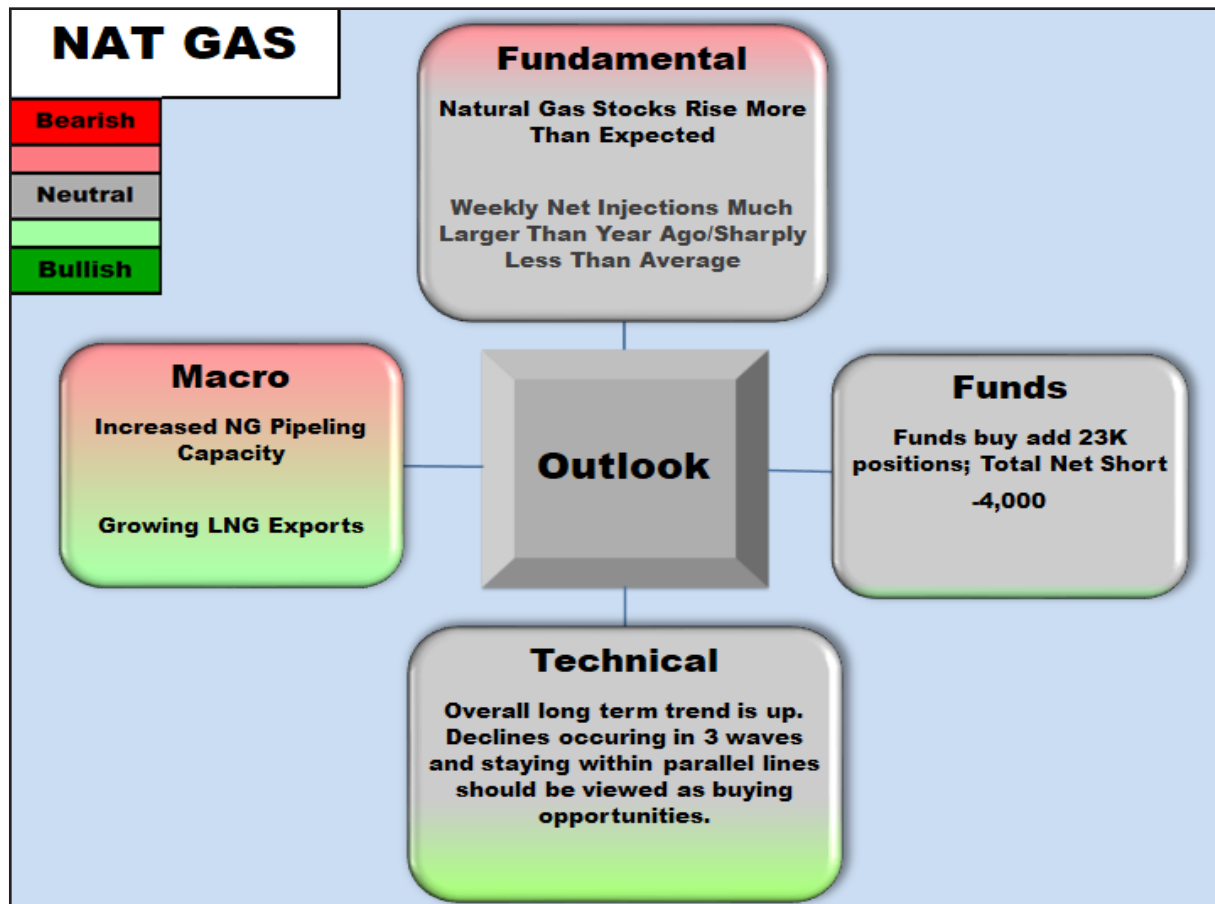 NAT GAS
Bearish
Neutral
Bullish
Fundamental
Natural Gas Stocks Rise More
Than Expected
Weekly Net Injections Much
Larger Than Year Ago/Sharply
Less Than Average
Macro
Increased NG Pipeling
Capacity
Growing LNG Exports
Outlook
Funds
Funds buy add 23K
positions; Total Net Short
-4,000
Technical
Overall long term trend is up.
Declines occuring in 3 waves
and staying within parallel lines
should be viewed as buying
opportunities.